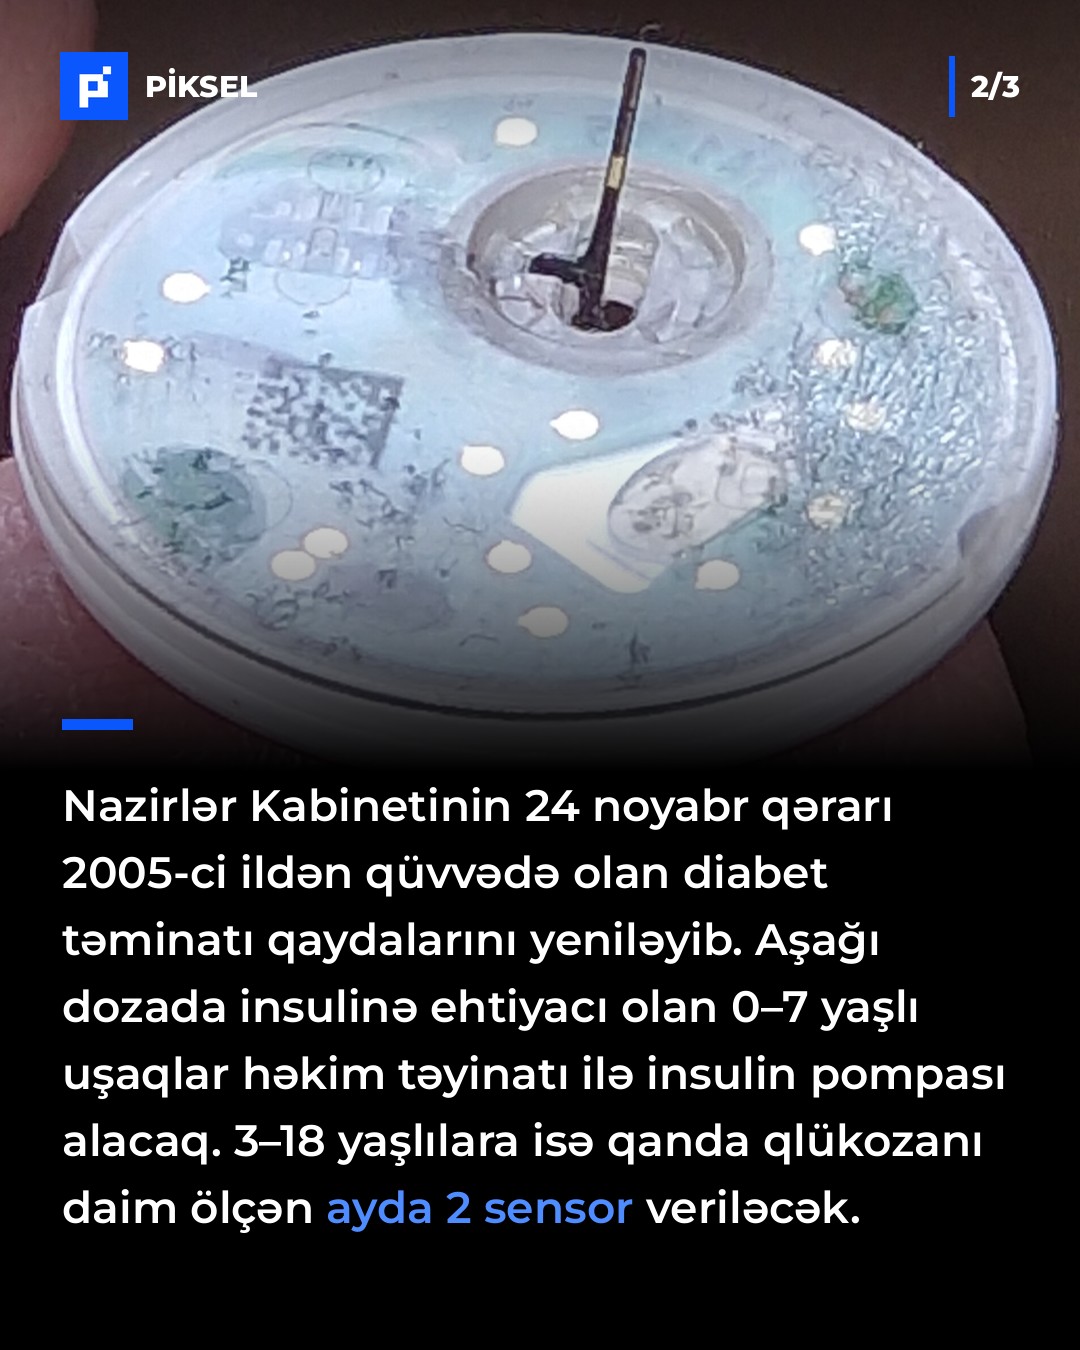 PİKSEL
2/3
Nazirlər Kabinetinin 24 noyabr qərarı
2005-ci ildən qüvvədə olan diabet
təminatı qaydalarını yeniləyib. Aşağı
dozada insulinə ehtiyacı olan 0–7 yaşlı
uşaqlar həkim təyinatı ilə insulin pompası
alacaq. 3–18 yaşlılara isə qanda qlükozanı
daim ölçən ayda 2 sensor veriləcək.